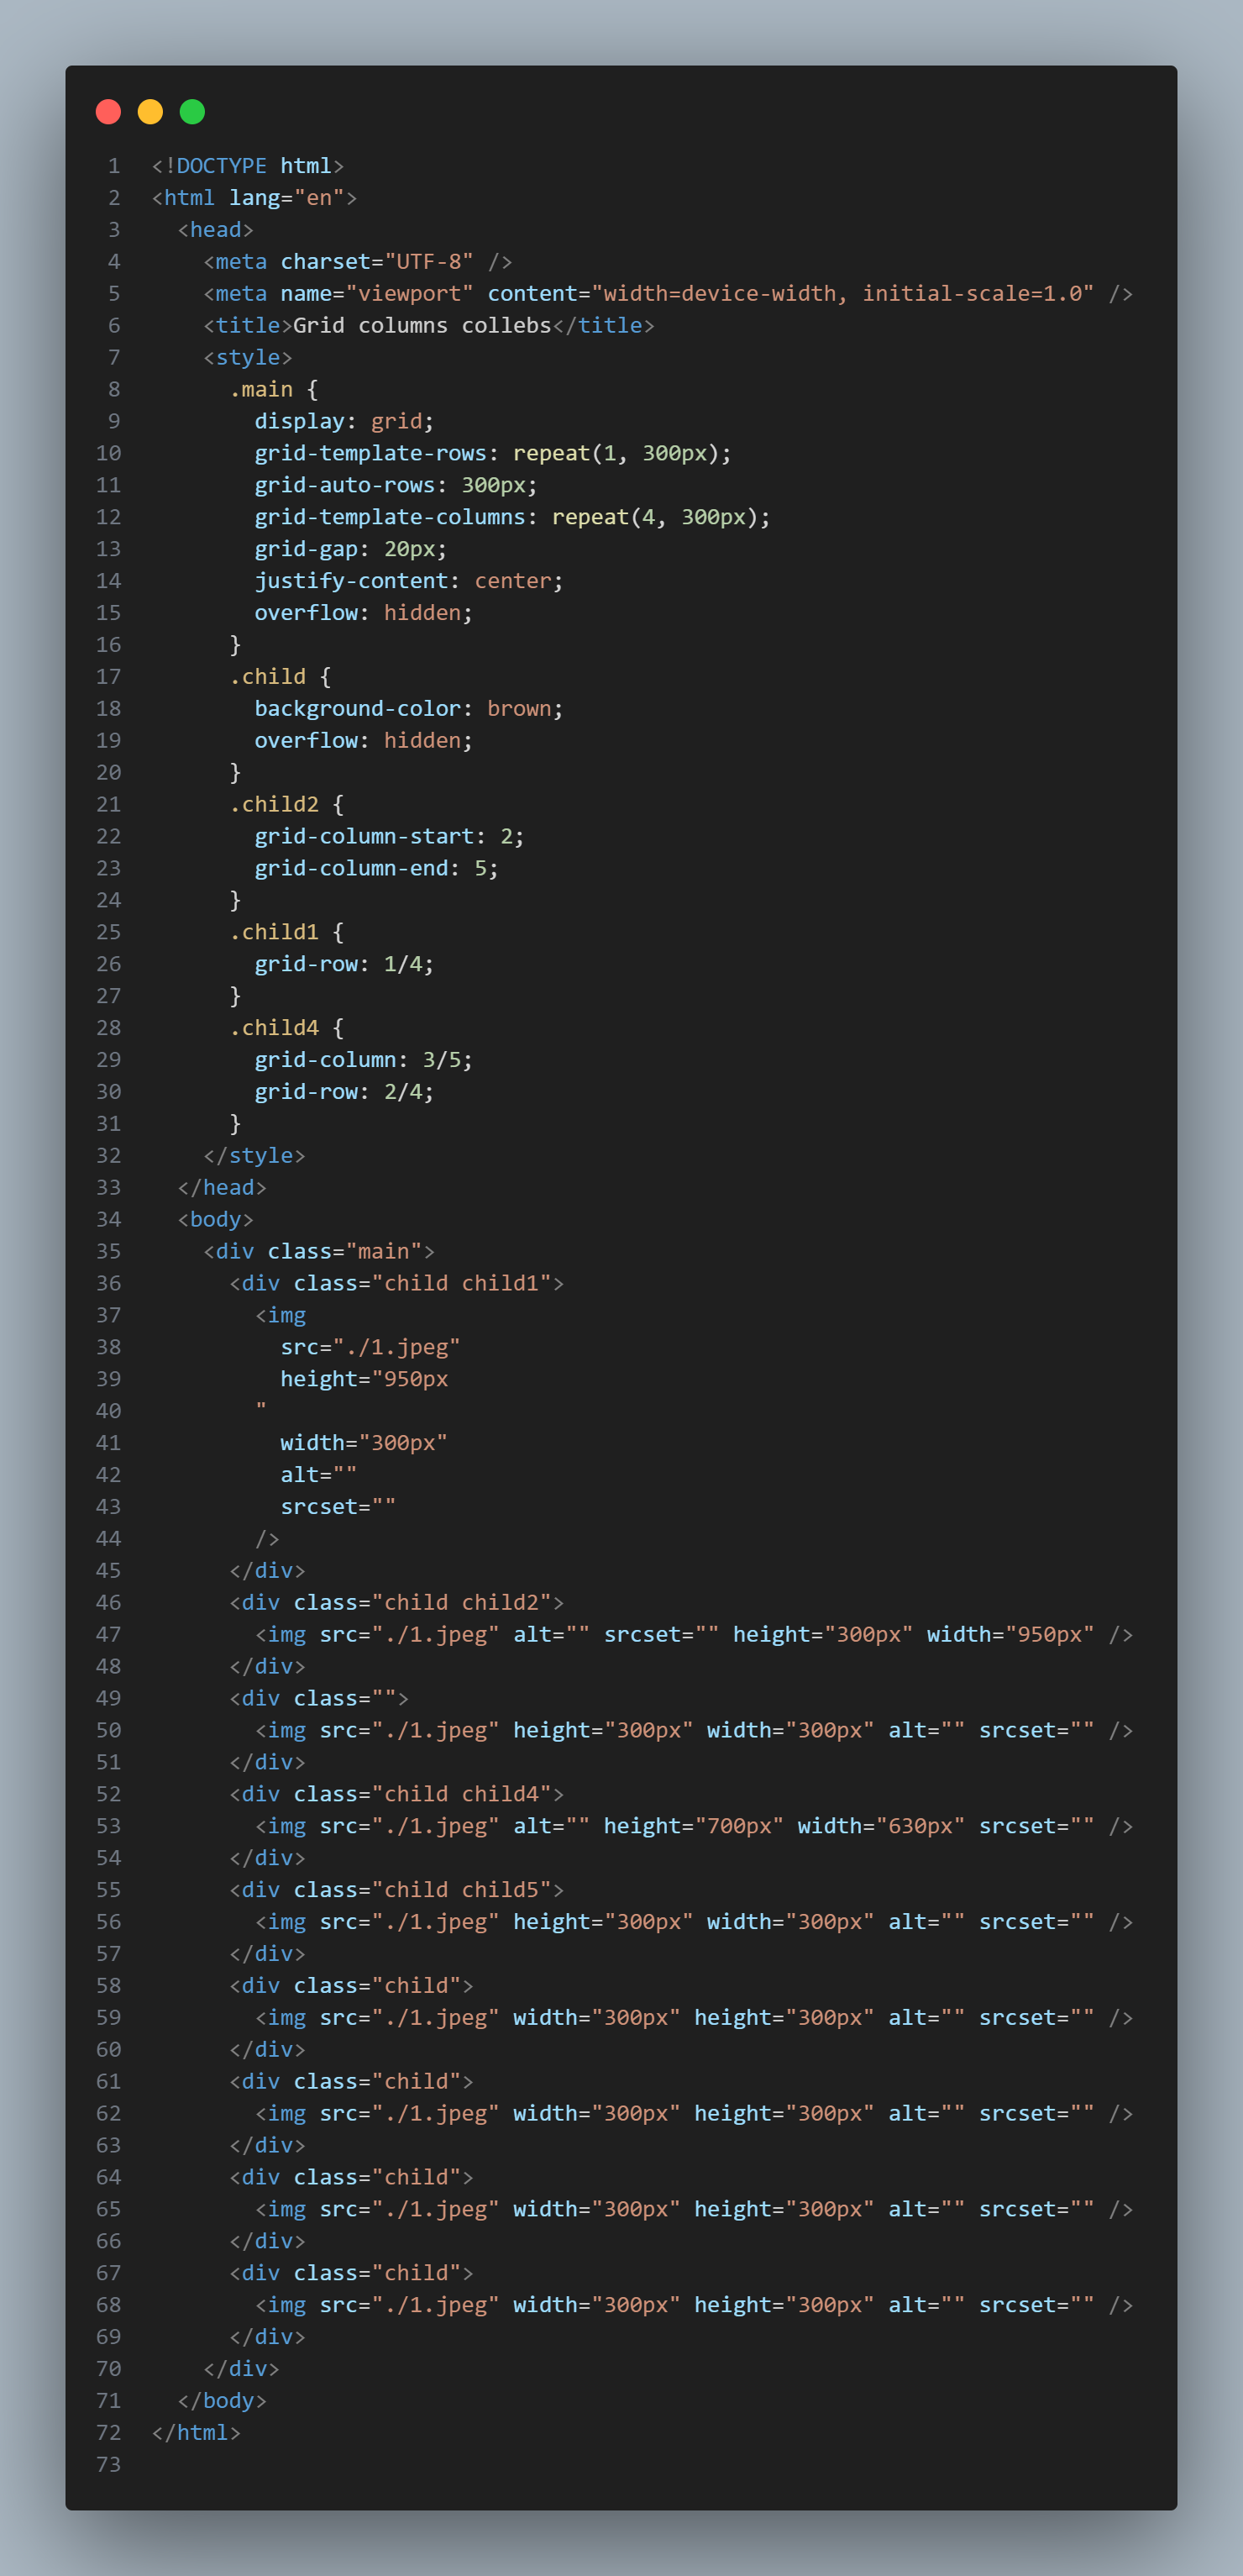 1 <!DOCTYPE html>
2 <html lang="en">
3   <head>
4     <meta charset="UTF-8" />
5     <meta name="viewport" content="width=device-width, initial-scale=1.0" />
6     <title>Grid columns collebs</title>
7     <style>
8       .main {
9         display: grid;
10         grid-template-rows: repeat(1, 300px);
11         grid-auto-rows: 300px;
12         grid-template-columns: repeat(4, 300px);
13         grid-gap: 20px;
14         justify-content: center;
15         overflow: hidden;
16       }
17       .child {
18         background-color: brown;
19         overflow: hidden;
20       }
21       .child2 {
22         grid-column-start: 2;
23         grid-column-end: 5;
24       }
25       .child1 {
26         grid-row: 1/4;
27       }
28       .child4 {
29         grid-column: 3/5;
30         grid-row: 2/4;
31       }
32     </style>
33   </head>
34   <body>
35     <div class="main">
36       <div class="child child1">
37         <img
38           src="./1.jpeg"
39           height="950px
40         "
41           width="300px"
42           alt=""
43           srcset=""
44         />
45       </div>
46       <div class="child child2">
47         <img src="./1.jpeg" alt="" srcset="" height="300px" width="950px" />
48       </div>
49       <div class="">
50         <img src="./1.jpeg" height="300px" width="300px" alt="" srcset="" />
51       </div>
52       <div class="child child4">
53         <img src="./1.jpeg" alt="" height="700px" width="630px" srcset="" />
54       </div>
55       <div class="child child5">
56         <img src="./1.jpeg" height="300px" width="300px" alt="" srcset="" />
57       </div>
58       <div class="child">
59         <img src="./1.jpeg" width="300px" height="300px" alt="" srcset="" />
60       </div>
61       <div class="child">
62         <img src="./1.jpeg" width="300px" height="300px" alt="" srcset="" />
63       </div>
64       <div class="child">
65         <img src="./1.jpeg" width="300px" height="300px" alt="" srcset="" />
66       </div>
67       <div class="child">
68         <img src="./1.jpeg" width="300px" height="300px" alt="" srcset="" />
69       </div>
70     </div>
71   </body>
72 </html>
73